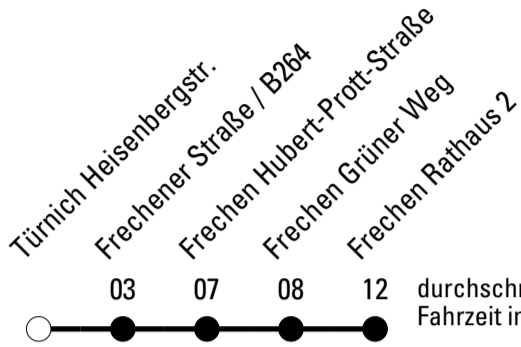 Türnich Heisenbergstr.
Frechener Straße / B264
Frechen Hubert-Prott-Straße
Frechen Grüner Weg
Frechen Rathaus 2
03 07 08 12
Fahrzeit